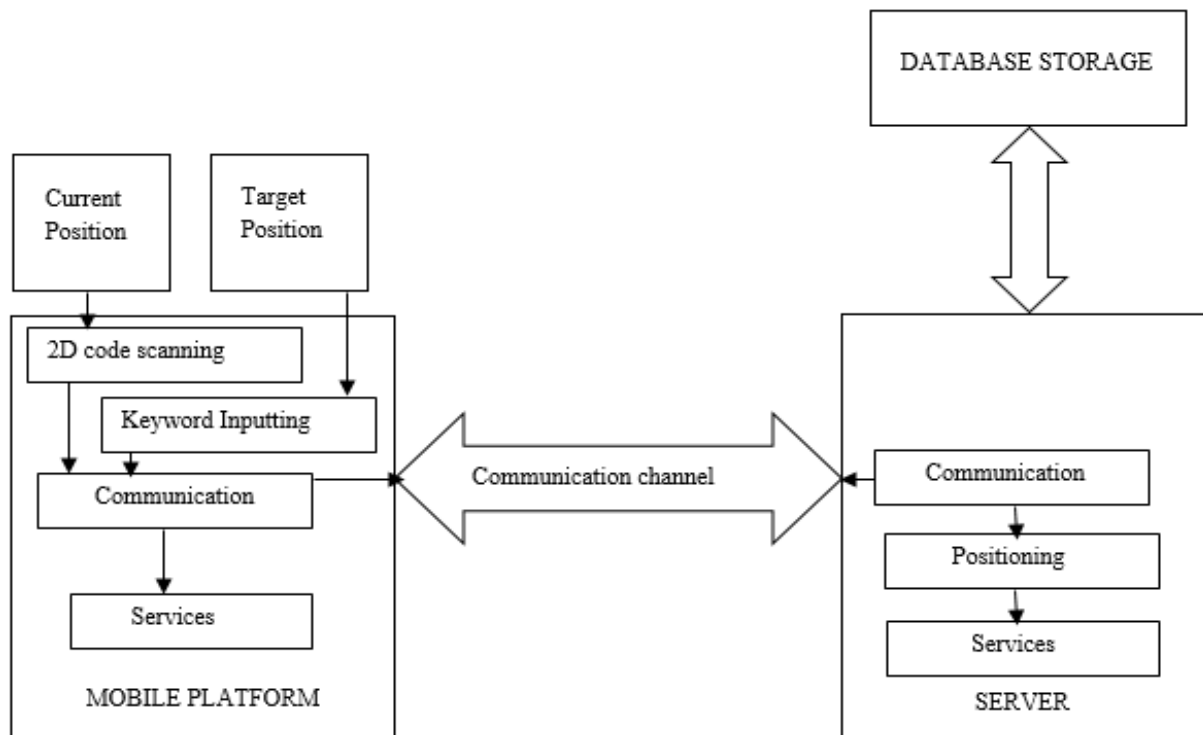 DATABASE STORAGE
Current
Position
Target
Position
2D code scanning
Keyword Inputting
Communication
Services
MOBILE PLATFORM
Communication channel
Communication
Positioning
Services
SERVER